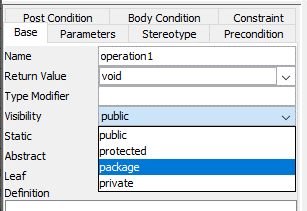 Post Condition Body Condition Constraint
Base Parameters Stereotype Precondition
Name operation1
Return Value void
Type Modifier
Visibility public
Static public
Abstract protected
package
Leaf private
Definition